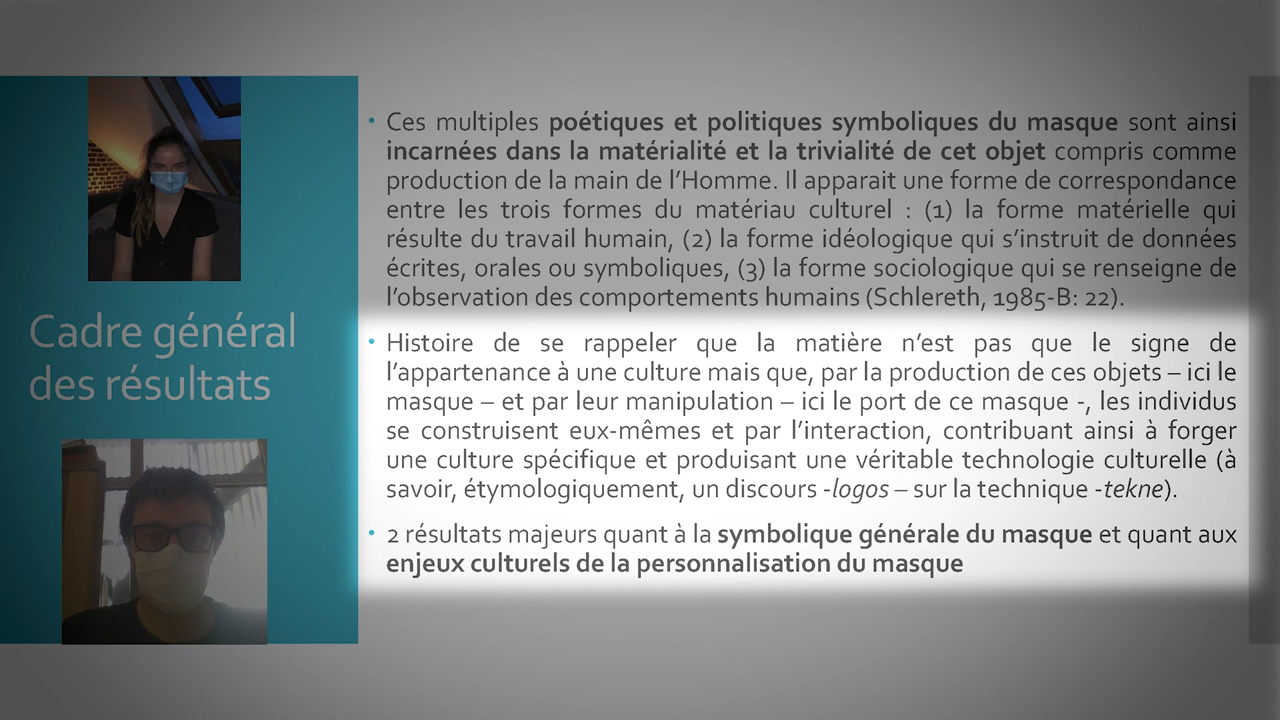 Cadre général
des résultats
• Ces multiples poétiques et politiques symboliques du masque sont ainsi
incarnées dans la matérialité et la trivialité de cet objet compris comme
production de la main de l’Homme. Il apparait une forme de correspondance
entre les trois formes du matériau culturel : (1) la forme matérielle qui
résulte du travail humain, (2) la forme idéologique qui s’instruit de données
écrites, orales ou symboliques, (3) la forme sociologique qui se renseigne de
l’observation des comportements humains (Schlereth, 1985-B: 22).
• Histoire de se rappeler que la matière n’est pas que le signe de
l’appartenance à une culture mais que, par la production de ces objets – ici le
masque – et par leur manipulation – ici le port de ce masque -, les individus
se construisent eux-mêmes et par l’interaction, contribuant ainsi à forger
une culture spécifique et produisant une véritable technologie culturelle (à
savoir, étymologiquement, un discours -logos – sur la technique -tekne).
• 2 résultats majeurs quant à la symbolique générale du masque et quant aux
enjeux culturels de la personnalisation du masque